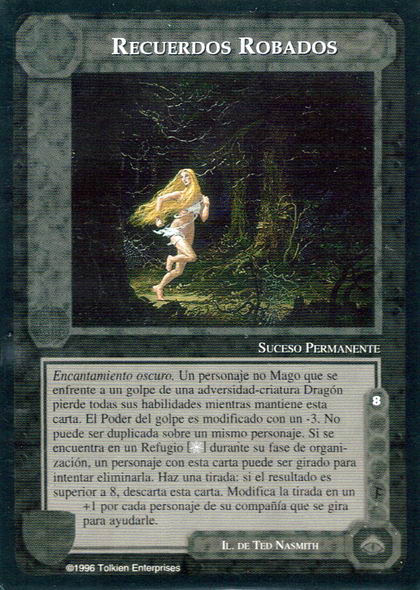 RECUERDOS ROBADOS
SUCESO PERMANENTE
Encantamiento oscuro. Un personaje no Mago que se
enfrente a un golpe de una adversidad-criatura Dragón
pierde todas sus habilidades mientras mantiene esta
carta. El Poder del golpe es modificado con un -3. No
puede ser duplicada sobre un mismo personaje. Si se
encuentra en un Refugio [] durante su fase de organi-
zación, un personaje con esta carta puede ser girado para
intentar eliminarla. Haz una tirada: si el resultado es
superior a 8, descarta esta carta. Modifica la tirada en un
+1 por cada personaje de su compañía que se gira
para ayudarle.
8
IL. DE TED NASMITH
©1996 Tolkien Enterprises